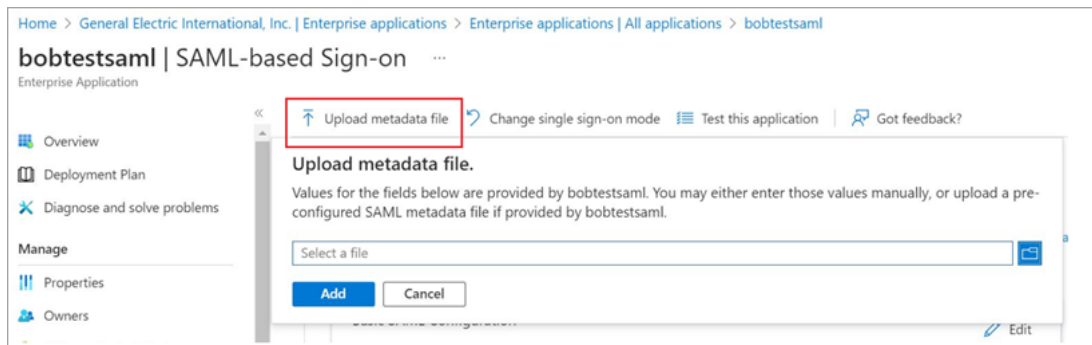 Home > General Electric International, Inc. | Enterprise applications > Enterprise applications | All applications > bobtestsaml
bobtestsaml | SAML-based Sign-on ...
Enterprise Application
«
Upload metadata file
Change single sign-on mode
Test this application
Got feedback?
Overview
Deployment Plan
Diagnose and solve problems
Manage
Properties
Owners
Upload metadata file.
Values for the fields below are provided by bobtestsaml. You may either enter those values manually, or upload a pre-
configured SAML metadata file if provided by bobtestsaml.
Select a file
Add
Cancel
Edit